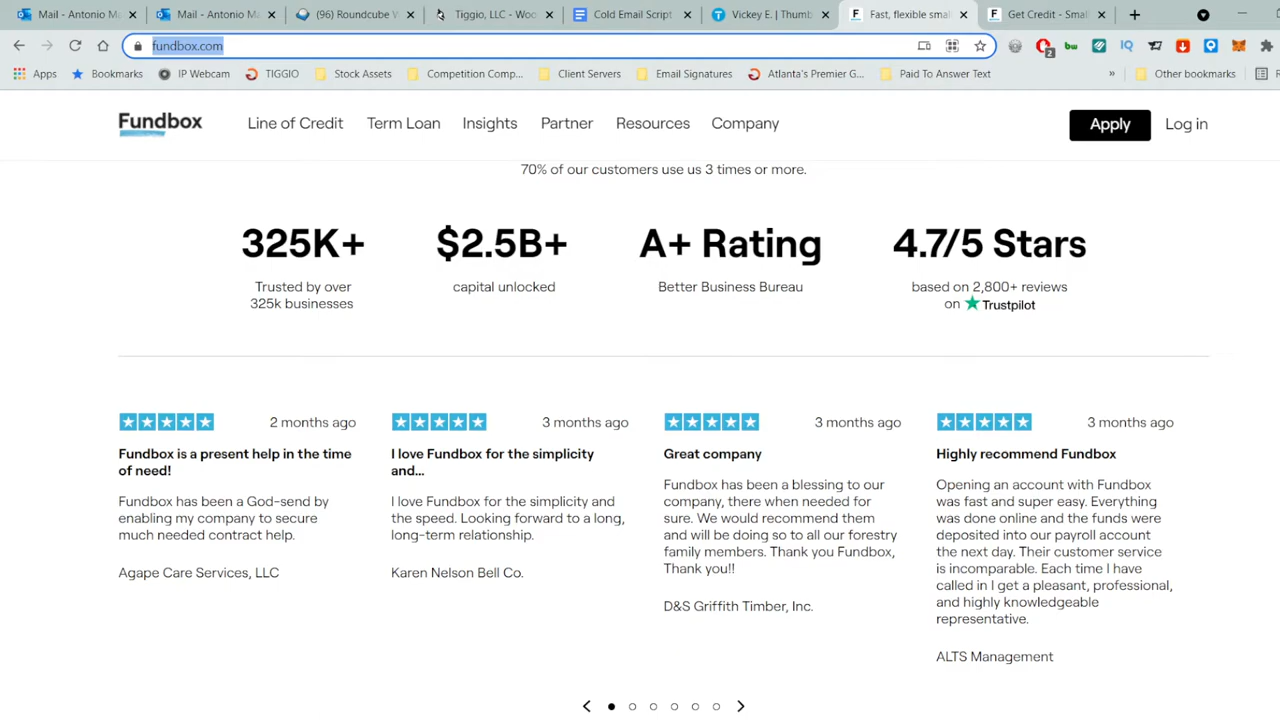 Mail - Antonio M
Mail - Antonio M
(96) Roundcube W
Tiggio, LLC - Woo
Cold Email Script
Vickey E. | Thumb
Fast, flexible smal
Get Credit - Small
fundbox.com
2
Apps
Bookmarks
IP Webcam
TIGGIO
Stock Assets
Competition Comp...
Client Servers
Email Signatures
Atlanta's Premier G...
Paid To Answer Text
»
Other bookmarks
Fundbox
Line of Credit
Term Loan
Insights
Partner
Resources
Company
Apply
Log in
70% of our customers use us 3 times or more.
325K+
$2.5B+
A+ Rating
4.7/5 Stars
Trusted by over
325k businesses
capital unlocked
Better Business Bureau
based on 2,800+ reviews
on Trustpilot
2 months ago
Fundbox is a present help in the time
of need!
Fundbox has been a God-send by
enabling my company to secure
much needed contract help.
Agape Care Services, LLC
3 months ago
I love Fundbox for the simplicity
and...
I love Fundbox for the simplicity and
the speed. Looking forward to a long,
long-term relationship.
Karen Nelson Bell Co.
3 months ago
Great company
Fundbox has been a blessing to our
company, there when needed for
sure. We would recommend them
and will be doing so to all our forestry
family members. Thank you Fundbox,
Thank you!!
D&S Griffith Timber, Inc.
3 months ago
Highly recommend Fundbox
Opening an account with Fundbox
was fast and super easy. Everything
was done online and the funds were
deposited into our payroll account
the next day. Their customer service
is incomparable. Each time I have
called in I get a pleasant, professional,
and highly knowledgeable
representative.
ALTS Management